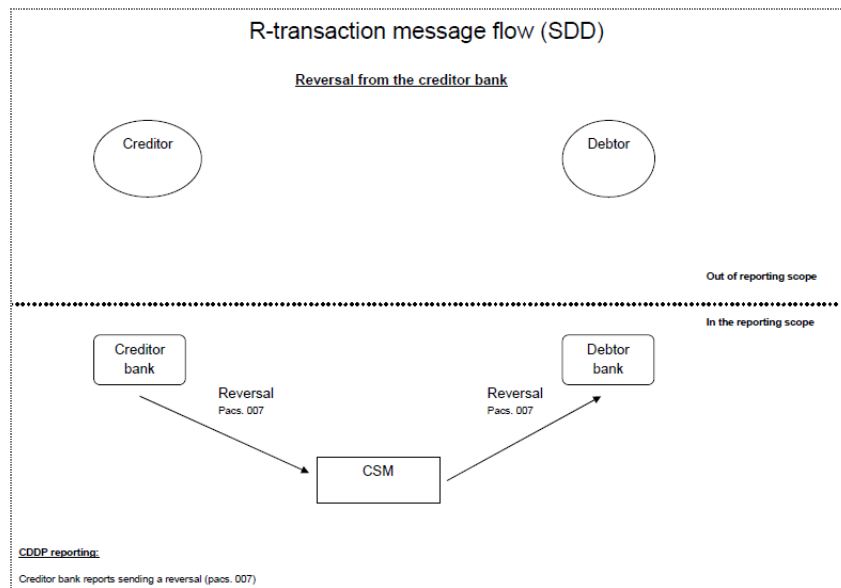 R-transaction message flow (SDD)
Reversal from the creditor bank
Creditor
Debtor
Out of reporting scope
In the reporting scope
Creditor
bank
Debtor
bank
Reversal
Pacs. 007
Reversal
Pacs. 007
CSM
CDDP reporting:
Creditor bank reports sending a reversal (pacs. 007)